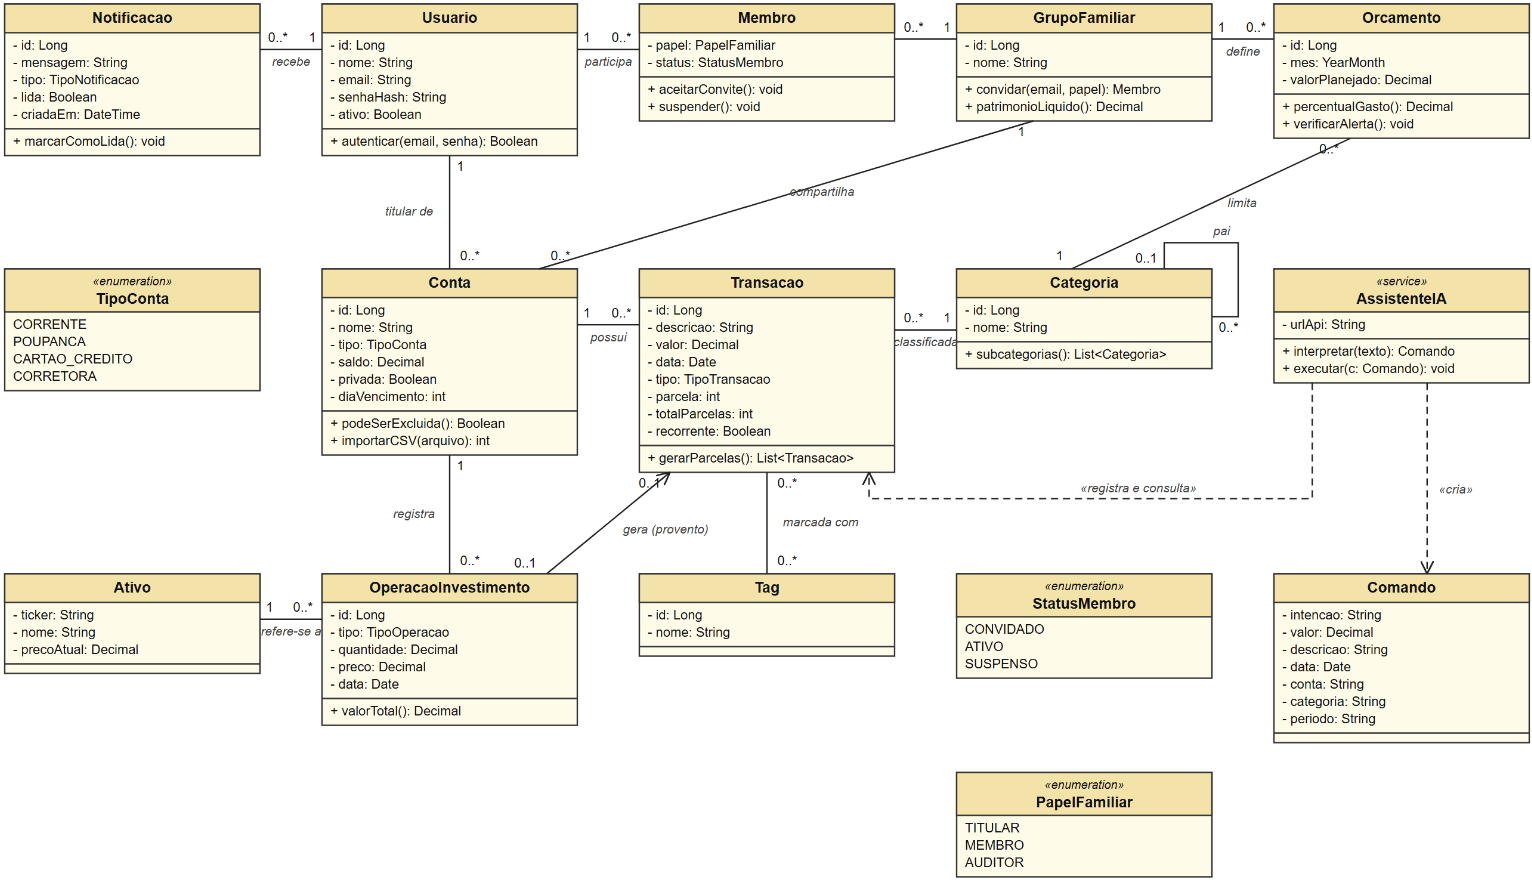 Notificacao
- id: Long
- mensagem: String
- tipo: TipoNotificacao
- lida: Boolean
- criadaEm: DateTime
+ marcarComoLida(): void
0..* 1
recebe
Usuario
- id: Long
- nome: String
- email: String
- senhaHash: String
- ativo: Boolean
+ autenticar(email, senha): Boolean
1 0..*
participa
Membro
- papel: PapelFamiliar
- status: StatusMembro
+ aceitarConvite(): void
+ suspender(): void
0..* 1
GrupoFamiliar
- id: Long
- nome: String
+ convidar(email, papel): Membro
+ patrimonioLiquido(): Decimal
1 0..*
define
Orcamento
- id: Long
- mes: YearMonth
- valorPlanejado: Decimal
+ percentualGasto(): Decimal
+ verificarAlerta(): void
1
titular de
0..*
1
compartilha
0..*
0..*
limita
1
pai
0..1
0..*
«enumeration»
TipoConta
CORRENTE
POUPANCA
CARTAO_CREDITO
CORRETORA
Conta
- id: Long
- nome: String
- tipo: TipoConta
- saldo: Decimal
- privada: Boolean
- diaVencimento: int
+ podeSerExcluida(): Boolean
+ importarCSV(arquivo): int
1 0..*
possui
Transacao
- id: Long
- descricao: String
- valor: Decimal
- data: Date
- tipo: TipoTransacao
- parcela: int
- totalParcelas: int
- recorrente: Boolean
+ gerarParcelas(): List<Transacao>
0..* 1
classificada
Categoria
- id: Long
- nome: String
+ subcategorias(): List<Categoria>
«service»
AssistenteIA
- urlApi: String
+ interpretar(texto): Comando
+ executar(c: Comando): void
1
registra
0..*
0..1
gera (provento)
0..1
0..*
marcada com
0..*
«registra e consulta»
«cria»
Ativo
- ticker: String
- nome: String
- precoAtual: Decimal
1 0..*
refere-se a
OperacaoInvestimento
- id: Long
- tipo: TipoOperacao
- quantidade: Decimal
- preco: Decimal
- data: Date
+ valorTotal(): Decimal
Tag
- id: Long
- nome: String
«enumeration»
StatusMembro
CONVIDADO
ATIVO
SUSPENSO
Comando
- intencao: String
- valor: Decimal
- descricao: String
- data: Date
- conta: String
- categoria: String
- periodo: String
«enumeration»
PapelFamiliar
TITULAR
MEMBRO
AUDITOR